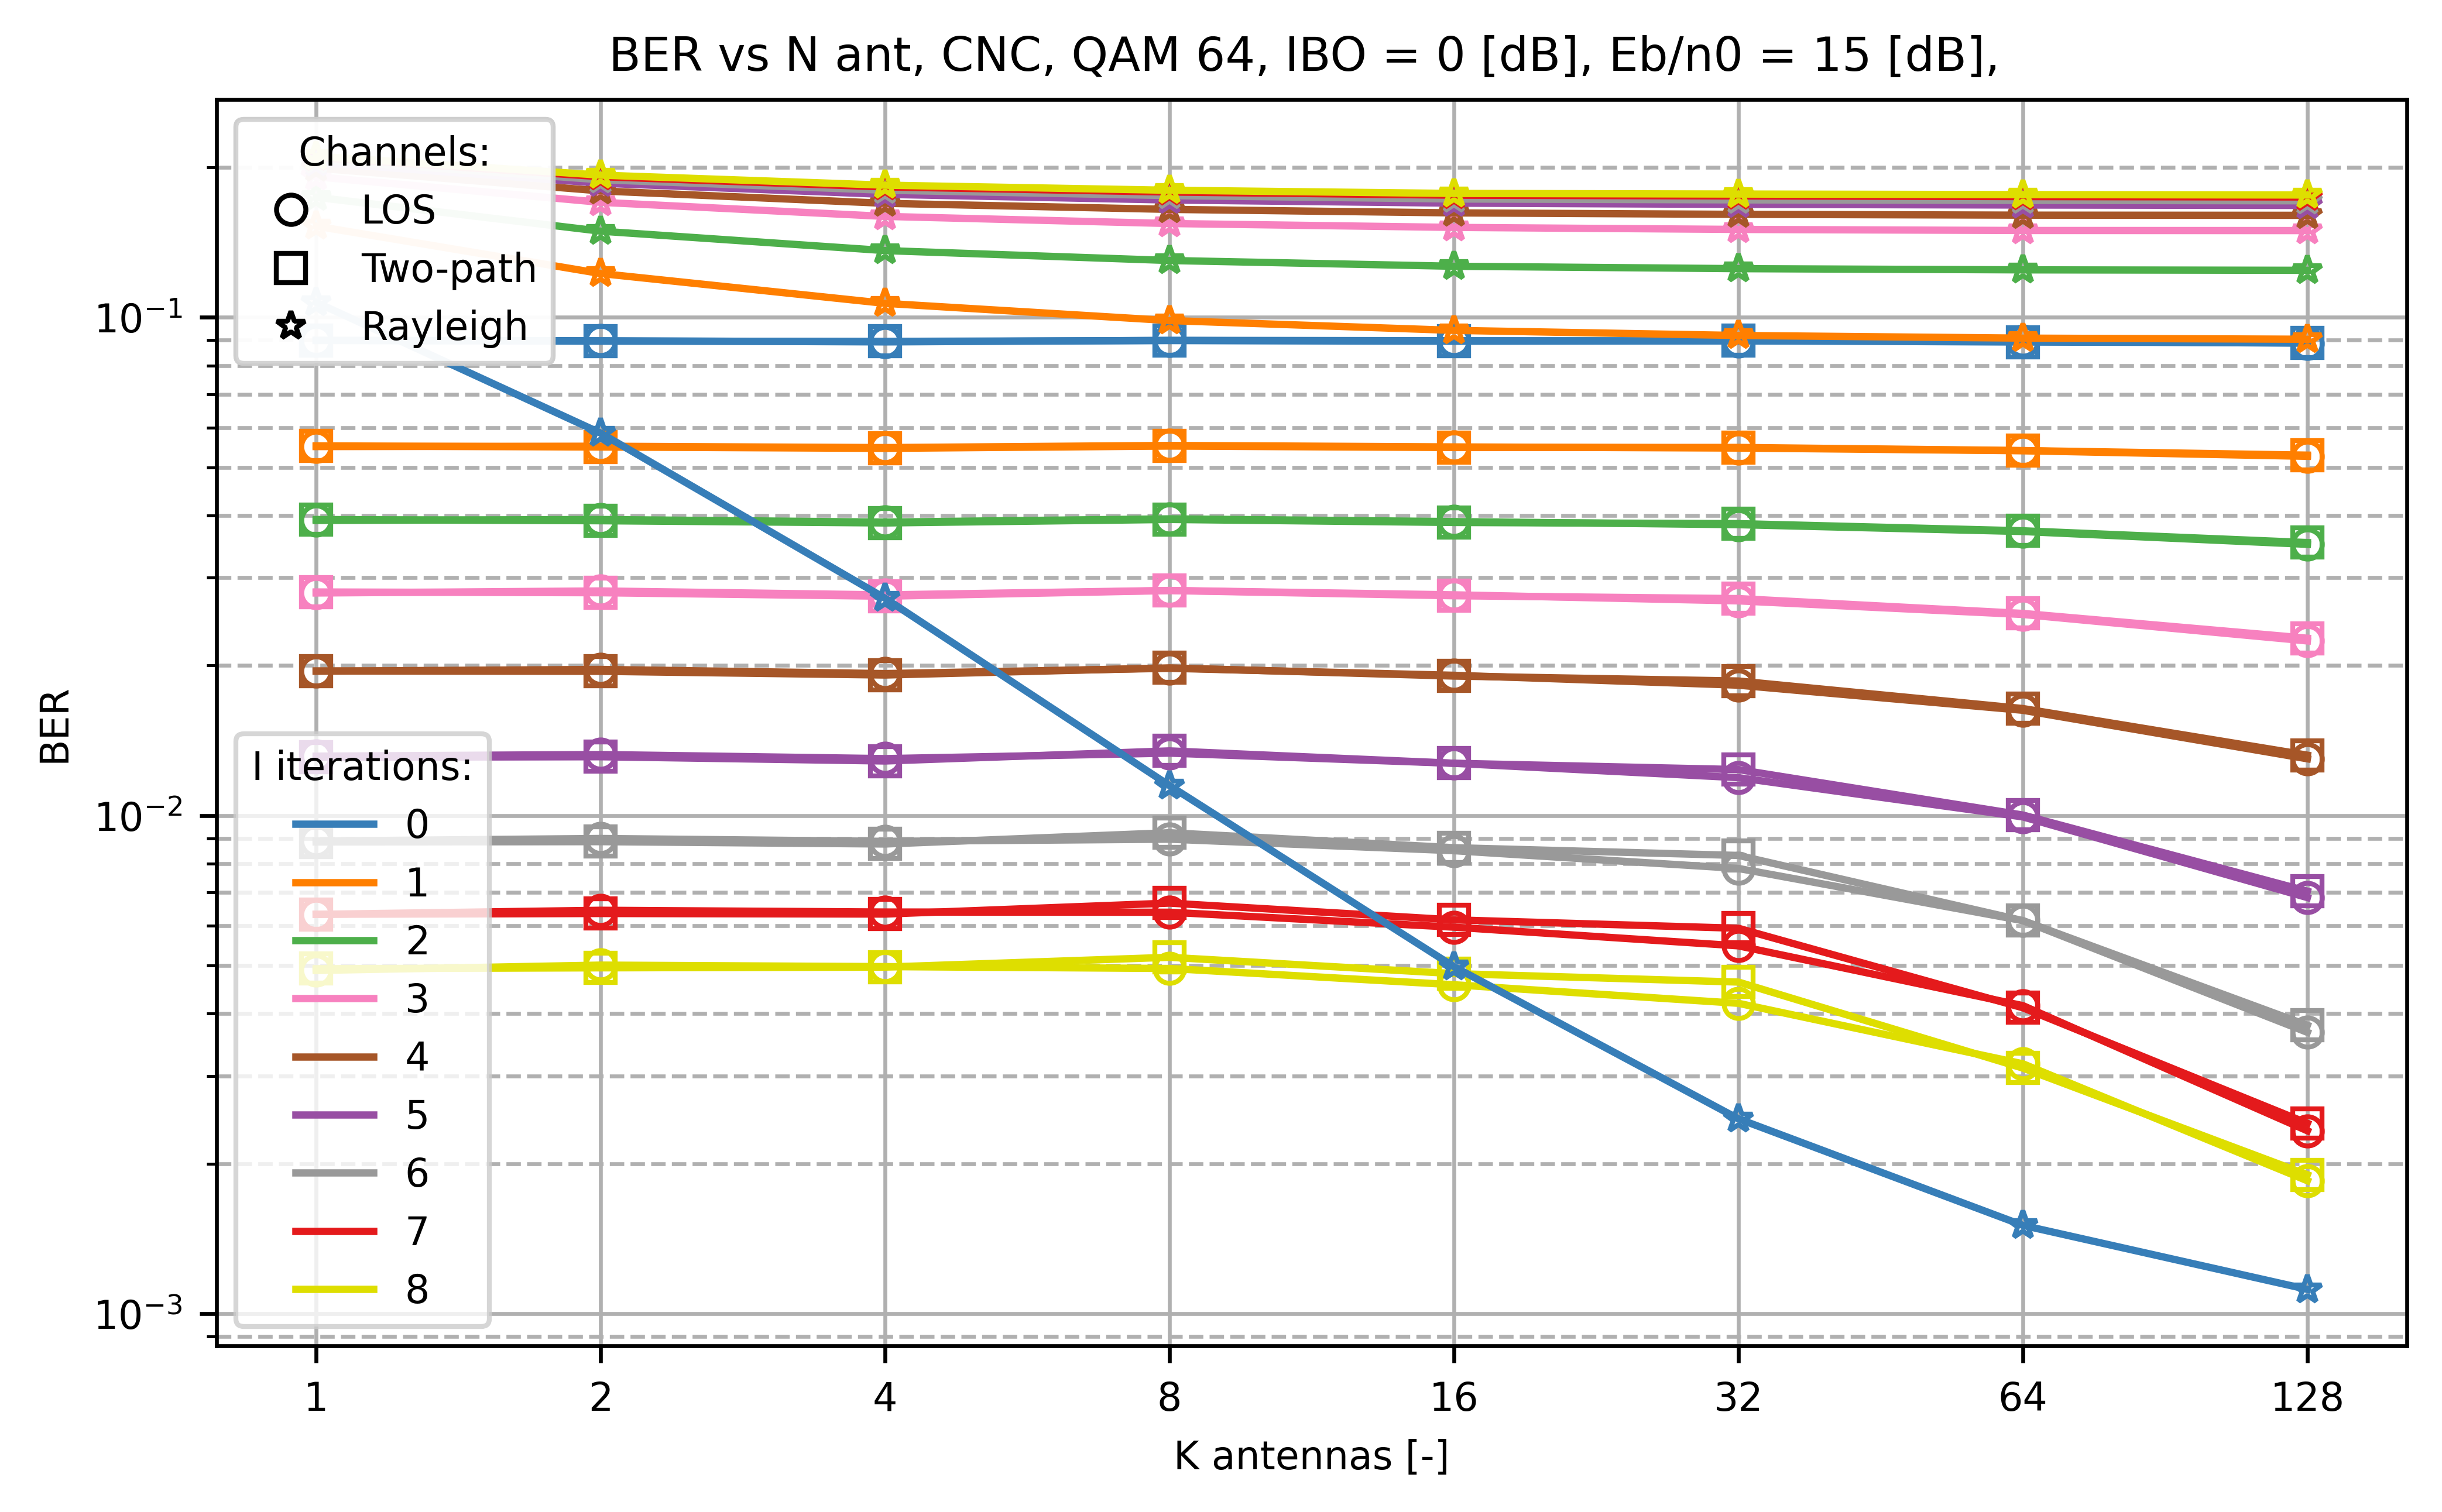 BER vs N ant, CNC, QAM 64, IBO = 0 [dB], Eb/n0 = 15 [dB],
Channels:
LOS
Two-path
Rayleigh
10⁻¹
BER
10⁻²
10⁻³
I iterations:
0
1
2
3
4
5
6
7
8
1 2 4 8 16 32 64 128
K antennas [-]